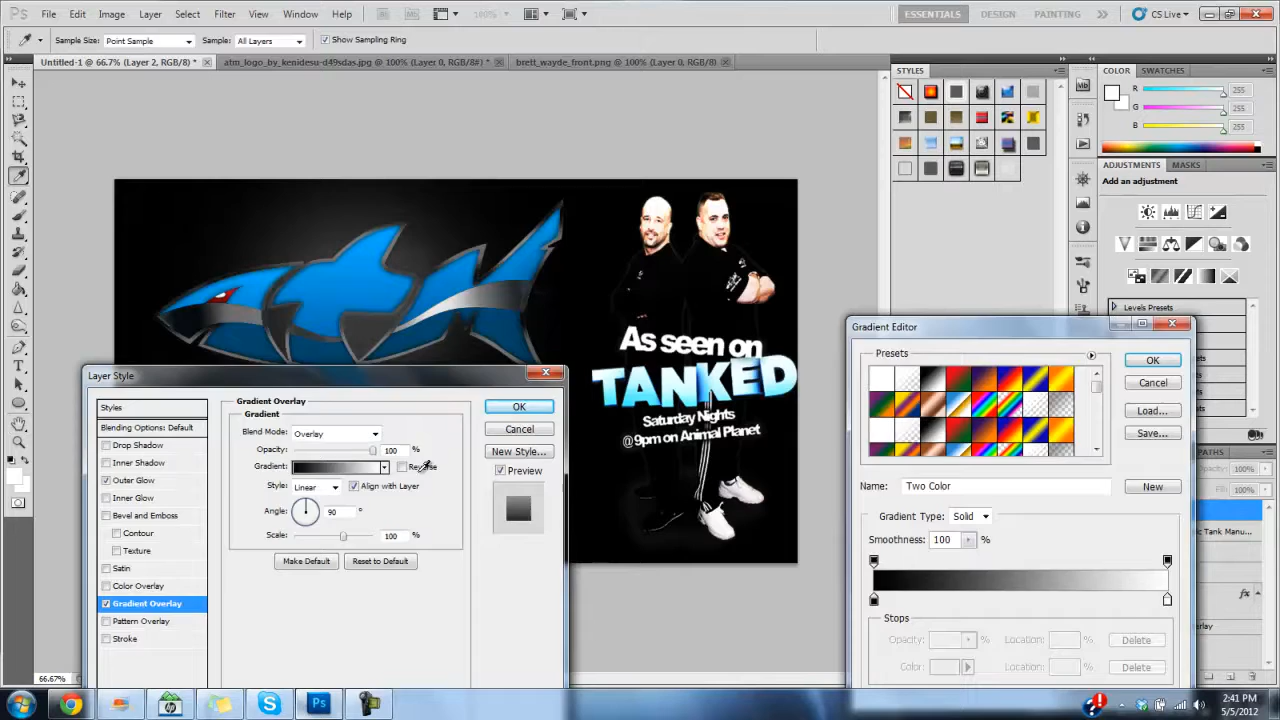 Ps File Edit Image Layer Select Filter View Window Help 100% ESSENTIALS DESIGN PAINTING CS Live
Sample Size: Point Sample Sample: All Layers Show Sampling Ring
Untitled-1 @ 66.7% (Layer 2, RGB/8) * atm_logo_by_kenidesu-d49sdas.jpg @ 100% (Layer 0, RGB/8#) * brett_wayde_front.png @ 100% (Layer 0, RGB/8)
STYLES
COLOR SWATCHES
R 255
G 255
B 255
ADJUSTMENTS MASKS
Add an adjustment
Levels Presets
As seen on
TANKED
Saturday Nights
@9pm on Animal Planet
Layer Style
Styles
Blending Options: Default
Drop Shadow
Inner Shadow
Outer Glow
Inner Glow
Bevel and Emboss
Contour
Texture
Satin
Color Overlay
Gradient Overlay
Pattern Overlay
Stroke
Gradient Overlay
Gradient
Blend Mode: Overlay
Opacity: 100 %
Gradient: Reverse
Style: Linear Align with Layer
Angle: 90 °
Scale: 100 %
Make Default Reset to Default
OK
Cancel
New Style...
Preview
Gradient Editor
Presets
OK
Cancel
Load...
Save...
Name: Two Color New
Gradient Type: Solid
Smoothness: 100 %
Stops
Opacity: % Location: % Delete
Color: Location: % Delete
PATHS
Opacity: 100%
Fill: 100%
c Tank Manu...
fx
erlay
66.67%
Ps
2:41 PM
5/5/2012